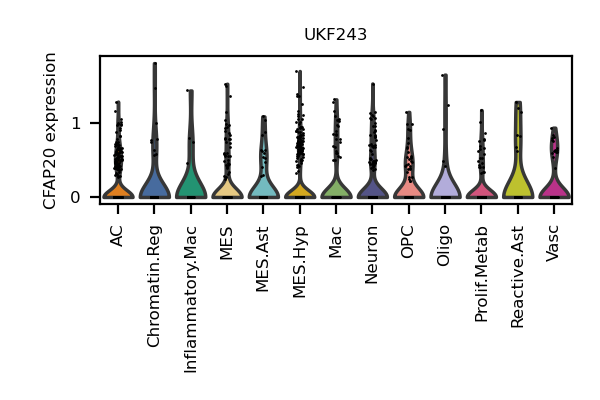 UKF243
CFAP20 expression
1
0
AC
Chromatin.Reg
Inflammatory.Mac
MES
MES.Ast
MES.Hyp
Mac
Neuron
OPC
Oligo
Prolif.Metab
Reactive.Ast
Vasc